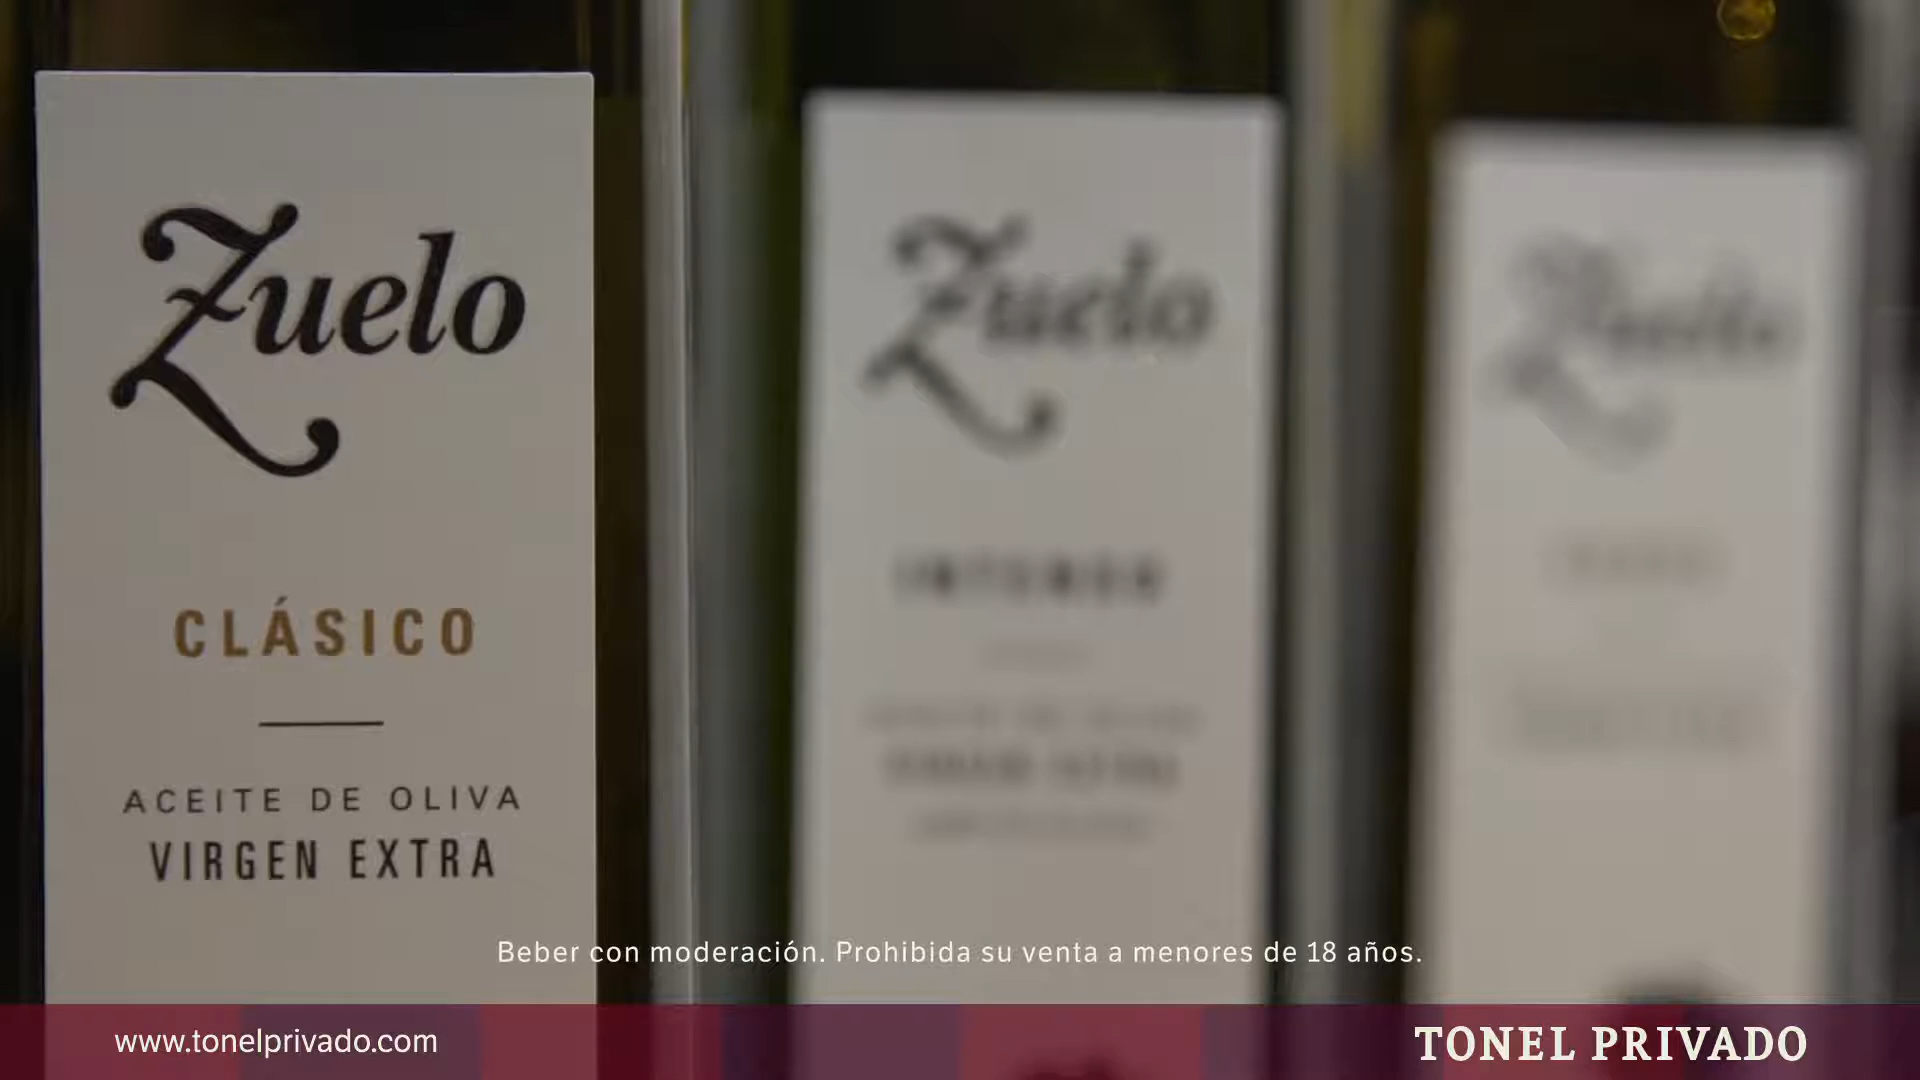 Zuelo
CLÁSICO
ACEITE DE OLIVA
VIRGEN EXTRA
Zuelo
INTENSO
Beber con moderación. Prohibida su venta a menores de 18 años.
www.tonelprivado.com
TONEL PRIVADO